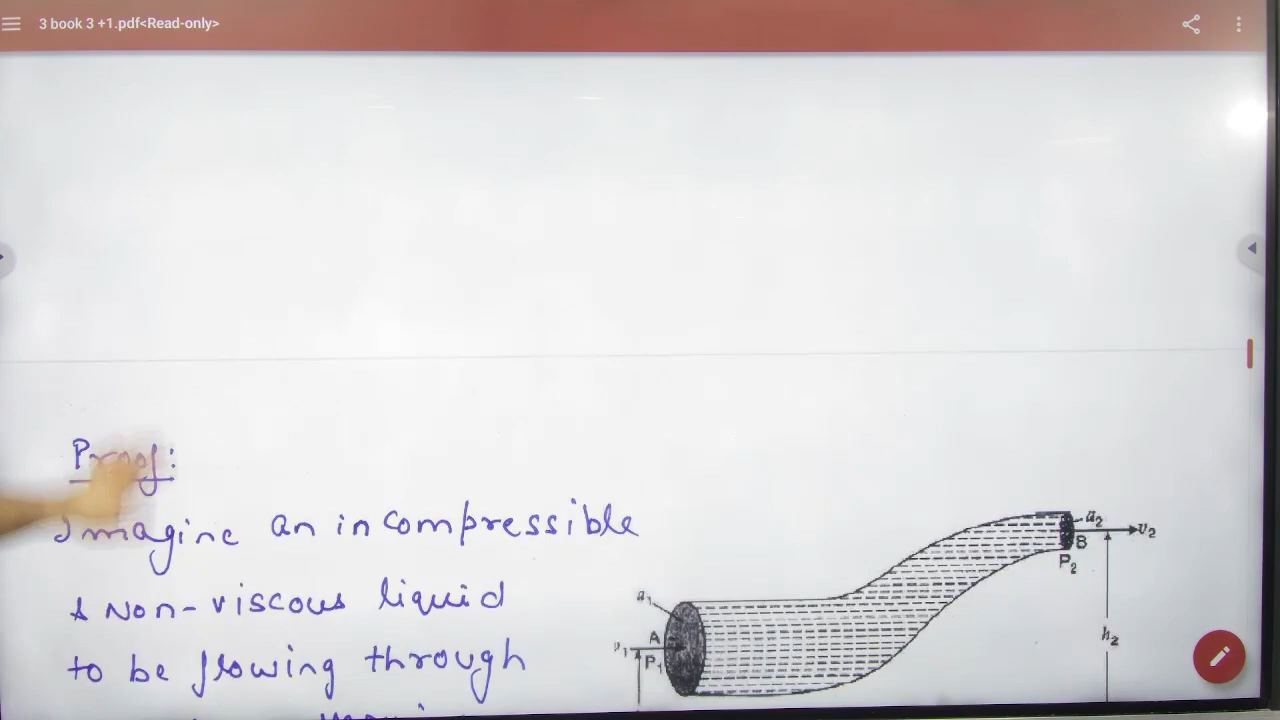 3 book 3 +1.pdf<Read-only>
Proof:
Imagine an incompressible
& Non-viscous liquid
to be flowing through
a2
v2
B
P2
a1
A
v1
P1
h2